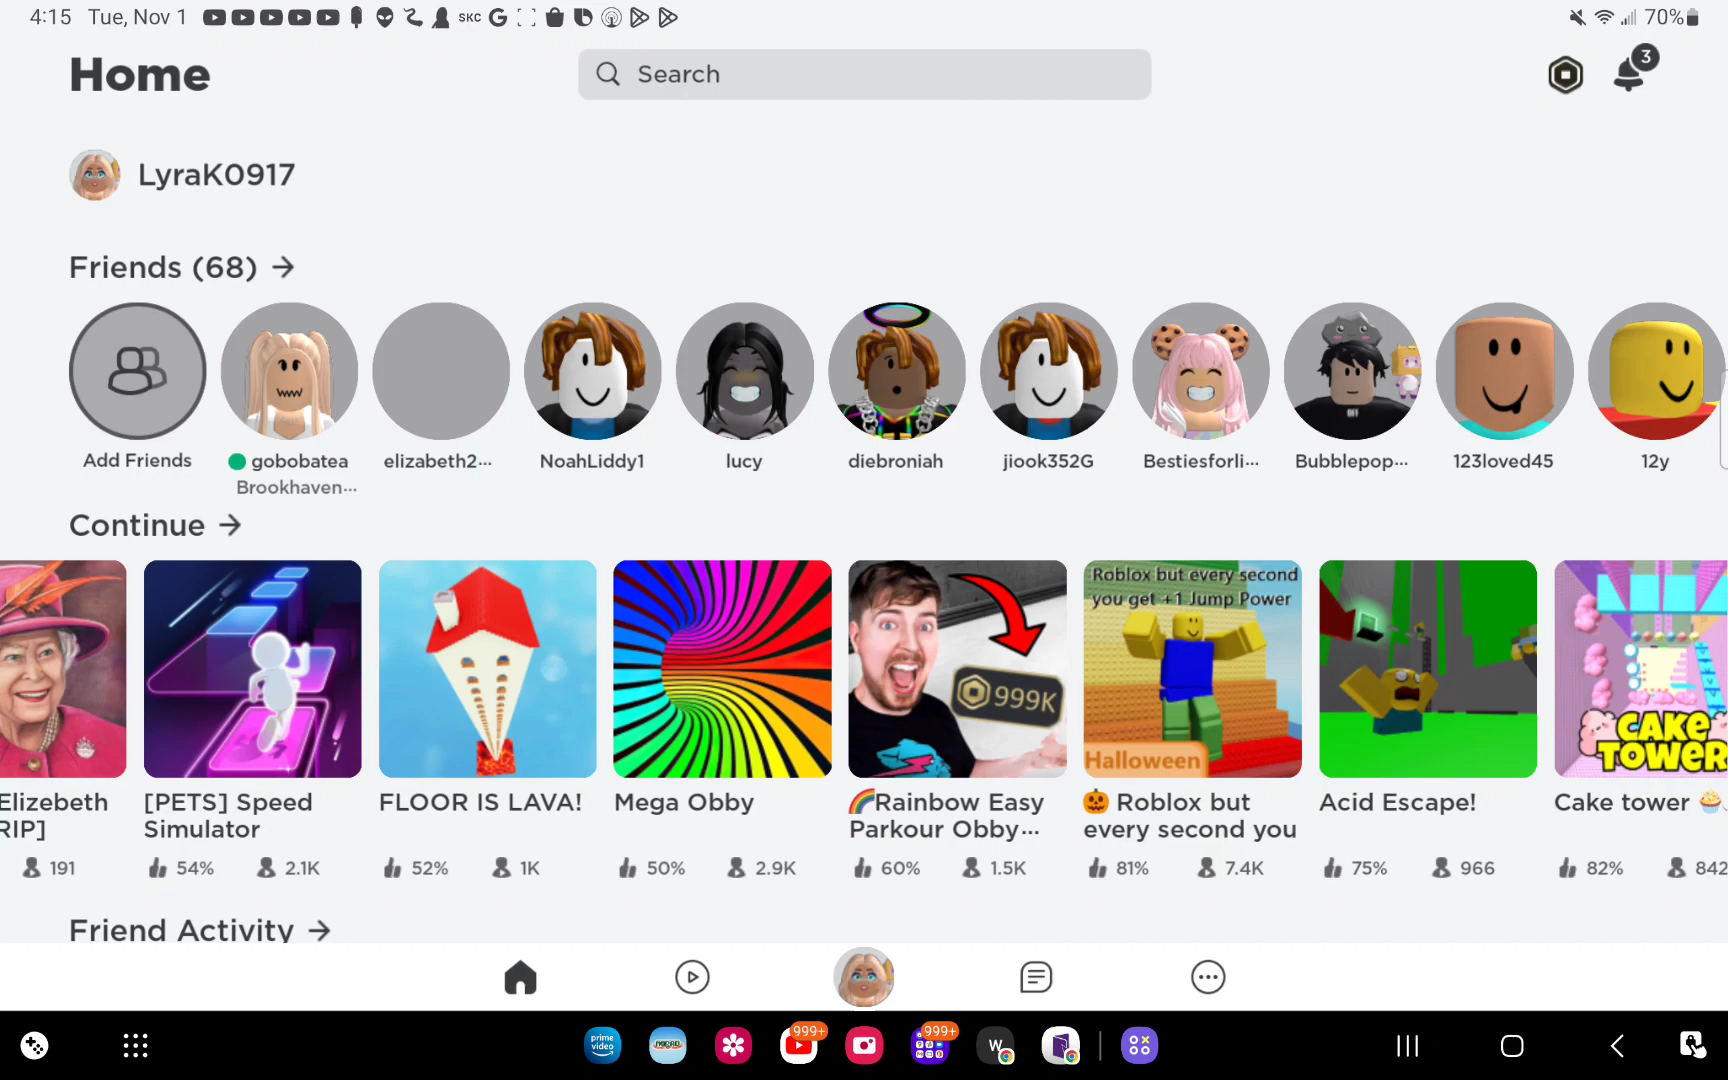 4:15 Tue, Nov 1 SKC G 70%
Home
Search
3
LyraK0917
Friends (68) →
Add Friends
gobobatea
Brookhaven...
elizabeth2...
NoahLiddy1
lucy
diebroniah
jiook352G
Bestiesforli...
OFF
Bubblepop...
123loved45
12y
Continue →
Elizebeth
RIP]
191
[PETS] Speed
Simulator
54% 2.1K
FLOOR IS LAVA!
52% 1K
Mega Obby
50% 2.9K
999K
🌈Rainbow Easy
Parkour Obby...
60% 1.5K
Roblox but every second
you get +1 Jump Power
Halloween
🎃 Roblox but
every second you
81% 7.4K
Acid Escape!
75% 966
CAKE
TOWER
Cake tower 🧁
82% 842
Friend Activity →
prime
video
999+
999+
W